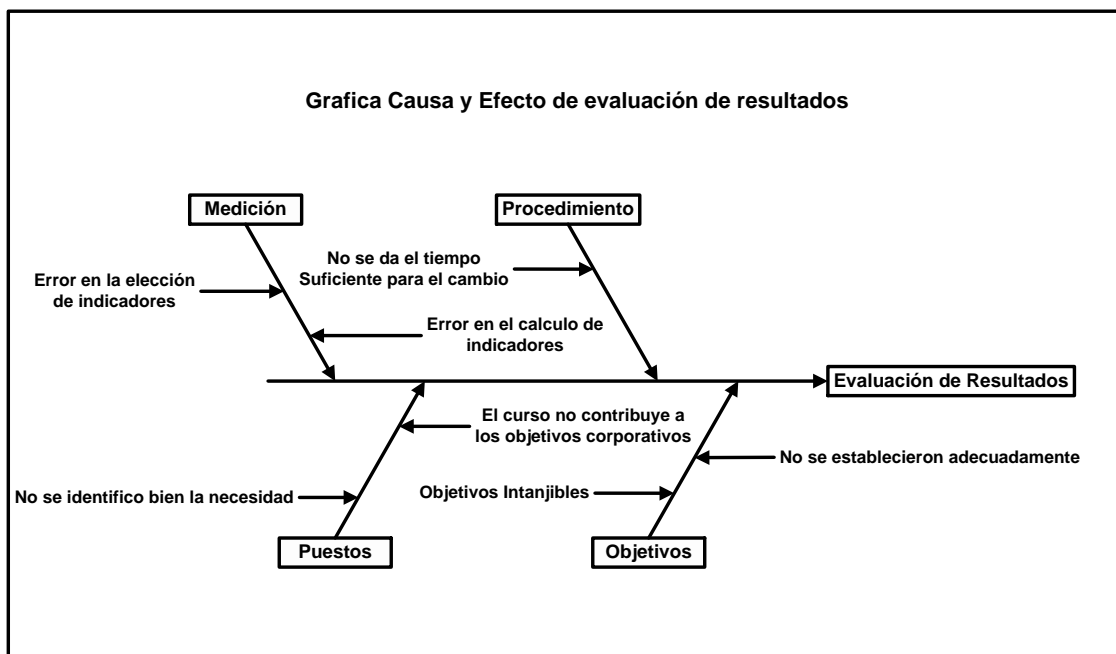 Grafica Causa y Efecto de evaluación de resultados
Medición
Procedimiento
No se da el tiempo
Suficiente para el cambio
Error en la elección
de indicadores
Error en el calculo de
indicadores
Evaluación de Resultados
El curso no contribuye a
los objetivos corporativos
No se establecieron adecuadamente
No se identifico bien la necesidad
Objetivos Intanjibles
Puestos
Objetivos